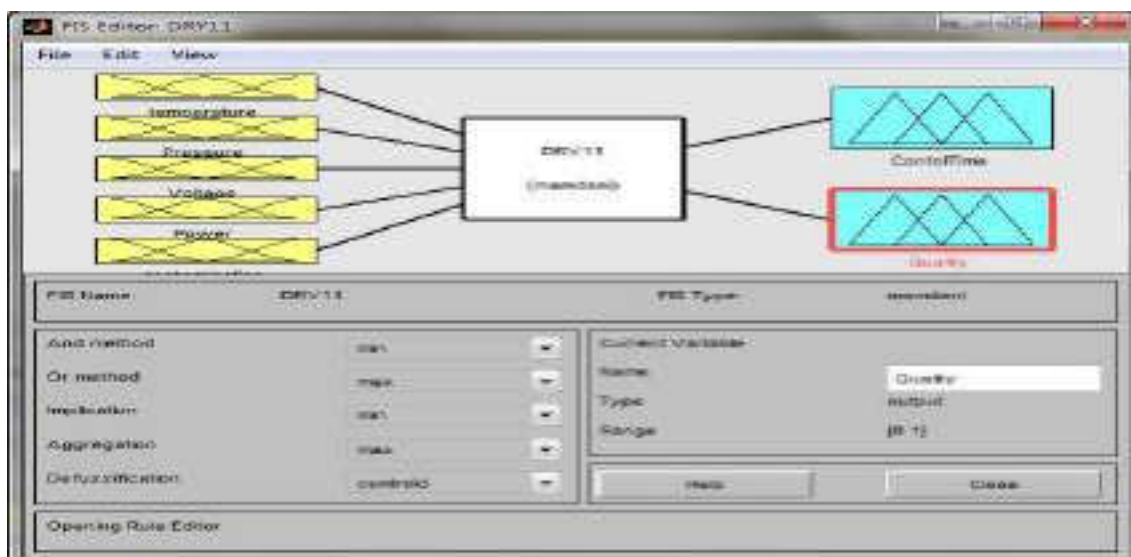 FIS Editor: DRY11
File Edit View
temperature
Pressure
Voltage
Power
DRY11
(mamdani)
ContolTime
Quality
FIS Name: DRY11 FIS Type: mamdani
And method min
Or method max
Implication min
Aggregation max
Defuzzification centroid
Current Variable
Name Quality
Type output
Range [0 1]
Help Close
Opening Rule Editor